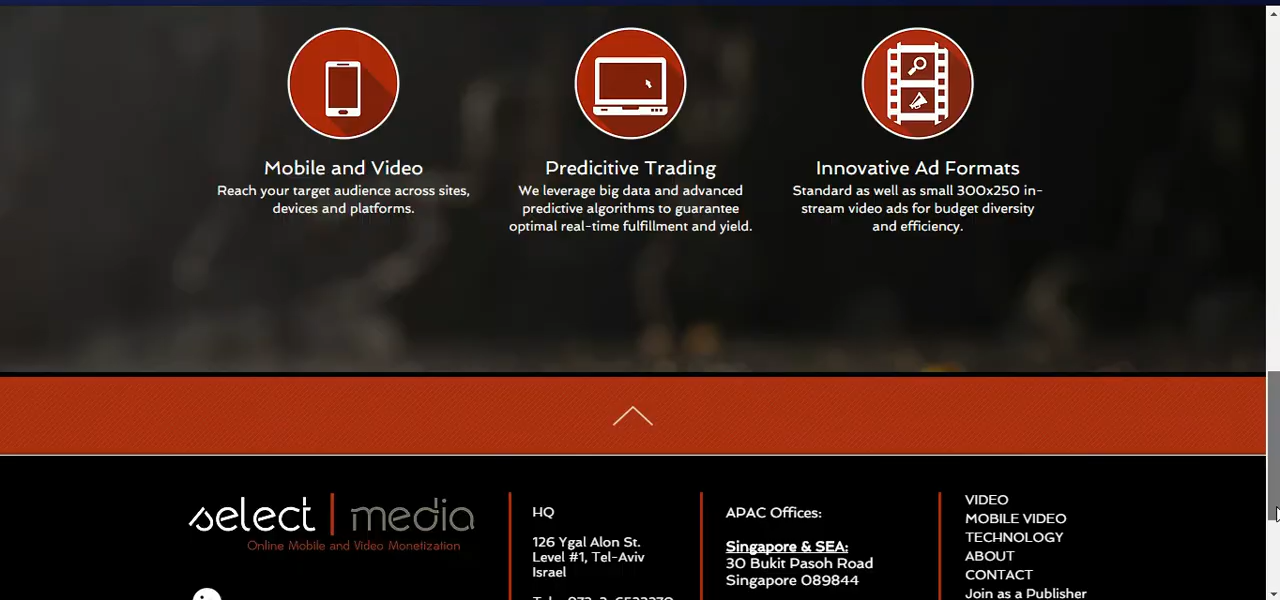 Mobile and Video
Reach your target audience across sites,
devices and platforms.
Predicitive Trading
We leverage big data and advanced
predictive algorithms to guarantee
optimal real-time fulfillment and yield.
Innovative Ad Formats
Standard as well as small 300x250 in-
stream video ads for budget diversity
and efficiency.
select | media
Online Mobile and Video Monetization
HQ
126 Ygal Alon St.
Level #1, Tel-Aviv
Israel
APAC Offices:
Singapore & SEA:
30 Bukit Pasoh Road
Singapore 089844
VIDEO
MOBILE VIDEO
TECHNOLOGY
ABOUT
CONTACT
Join as a Publisher